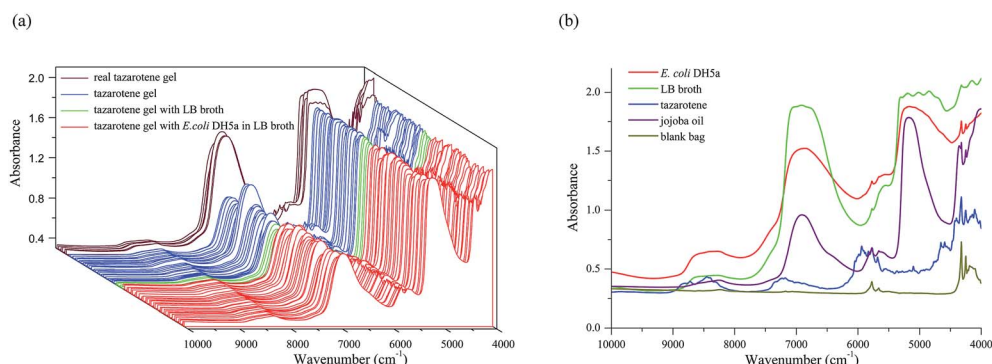 (a)
2.0
1.6
1.2
0.8
0.4
Absorbance
real tazarotene gel
tazarotene gel
tazarotene gel with LB broth
tazarotene gel with E.coli DH5a in LB broth
10000 9000 8000 7000 6000 5000 4000
Wavenumber (cm-1)
(b)
2.0
1.5
1.0
0.5
0.0
Absorbance
E. coli DH5a
LB broth
tazarotene
jojoba oil
blank bag
10000 9000 8000 7000 6000 5000 4000
Wavenumber (cm-1)